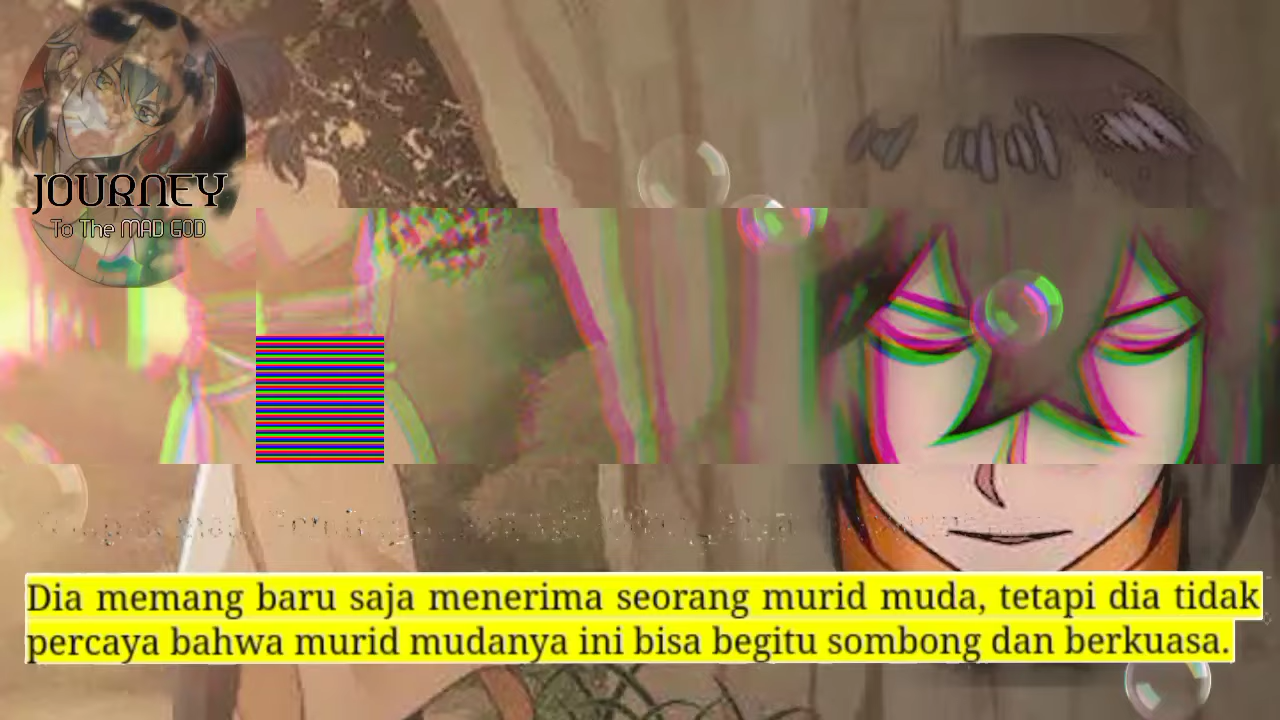 JOURNEY
To The MAD GOD
Dia memang baru saja menerima seorang murid muda, tetapi dia tidak
percaya bahwa murid mudanya ini bisa begitu sombong dan berkuasa.